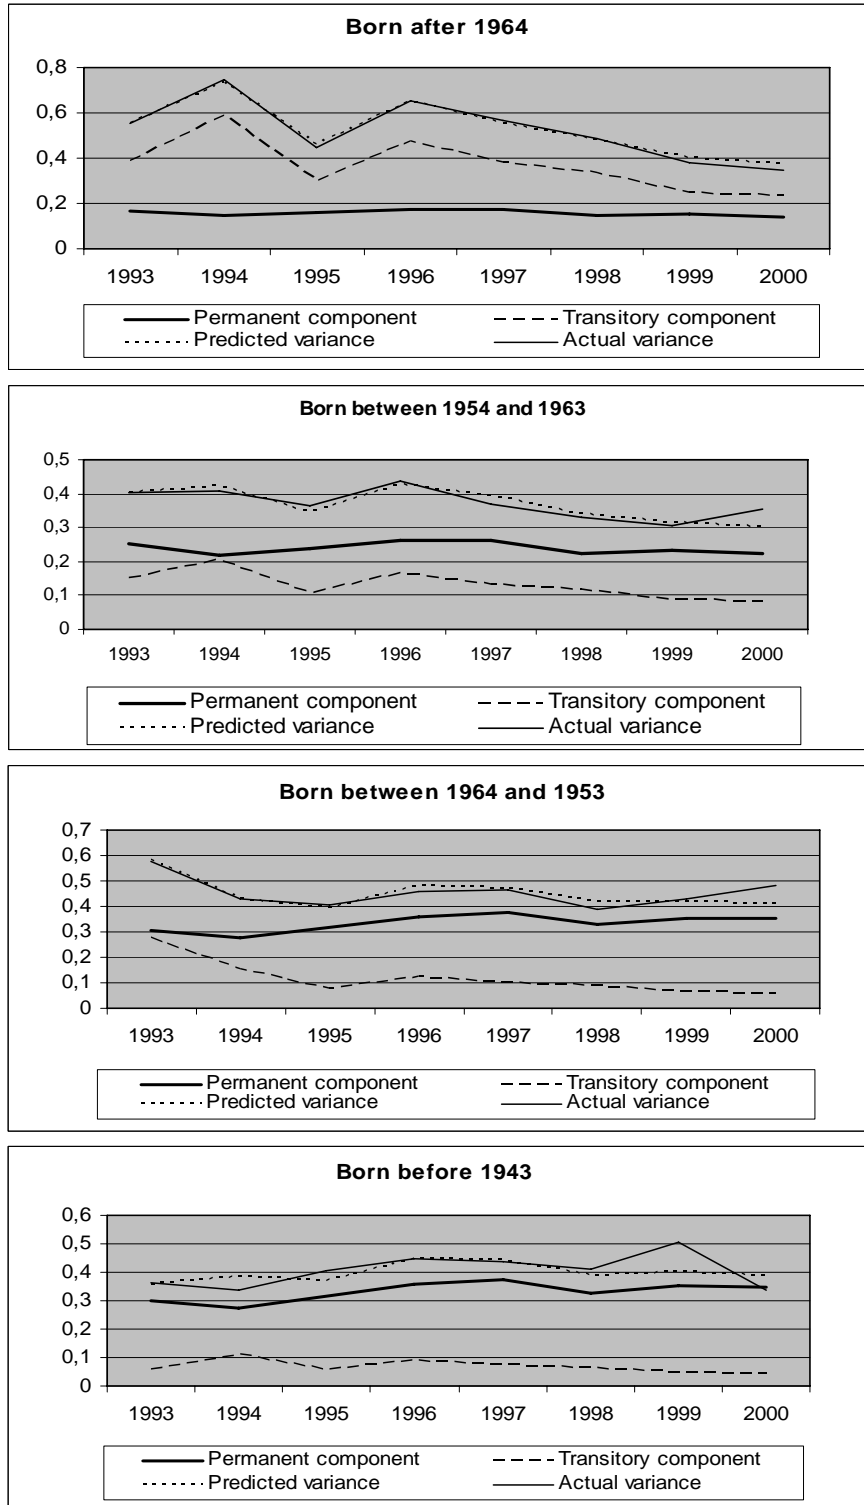 Born after 1964
0,8
0,6
0,4
0,2
0
1993 1994 1995 1996 1997 1998 1999 2000
Permanent component Transitory component
Predicted variance Actual variance
Born between 1954 and 1963
0,5
0,4
0,3
0,2
0,1
0
1993 1994 1995 1996 1997 1998 1999 2000
Permanent component Transitory component
Predicted variance Actual variance
Born between 1964 and 1953
0,7
0,6
0,5
0,4
0,3
0,2
0,1
0
1993 1994 1995 1996 1997 1998 1999 2000
Permanent component Transitory component
Predicted variance Actual variance
Born before 1943
0,6
0,5
0,4
0,3
0,2
0,1
0
1993 1994 1995 1996 1997 1998 1999 2000
Permanent component Transitory component
Predicted variance Actual variance